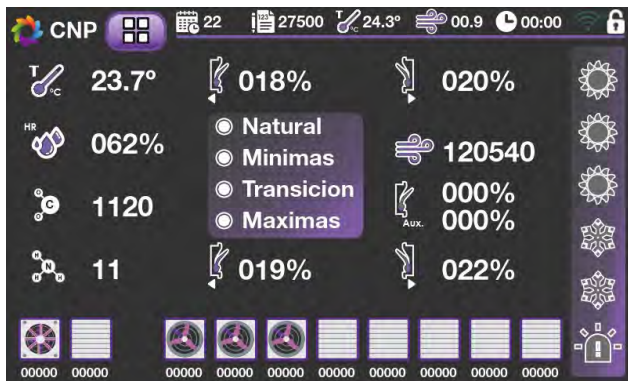 CNP 22 123 27500 T °C 24.3° 00.9 00:00
T °C 23.7° 018% 020%
HR 062% Natural
Minimas
Transicion
Maximas
120540
C O O 1120 000%
Aux. 000%
N H H H 11 019% 022%
00000 00000 00000 00000 00000 00000 00000 00000 00000 00000